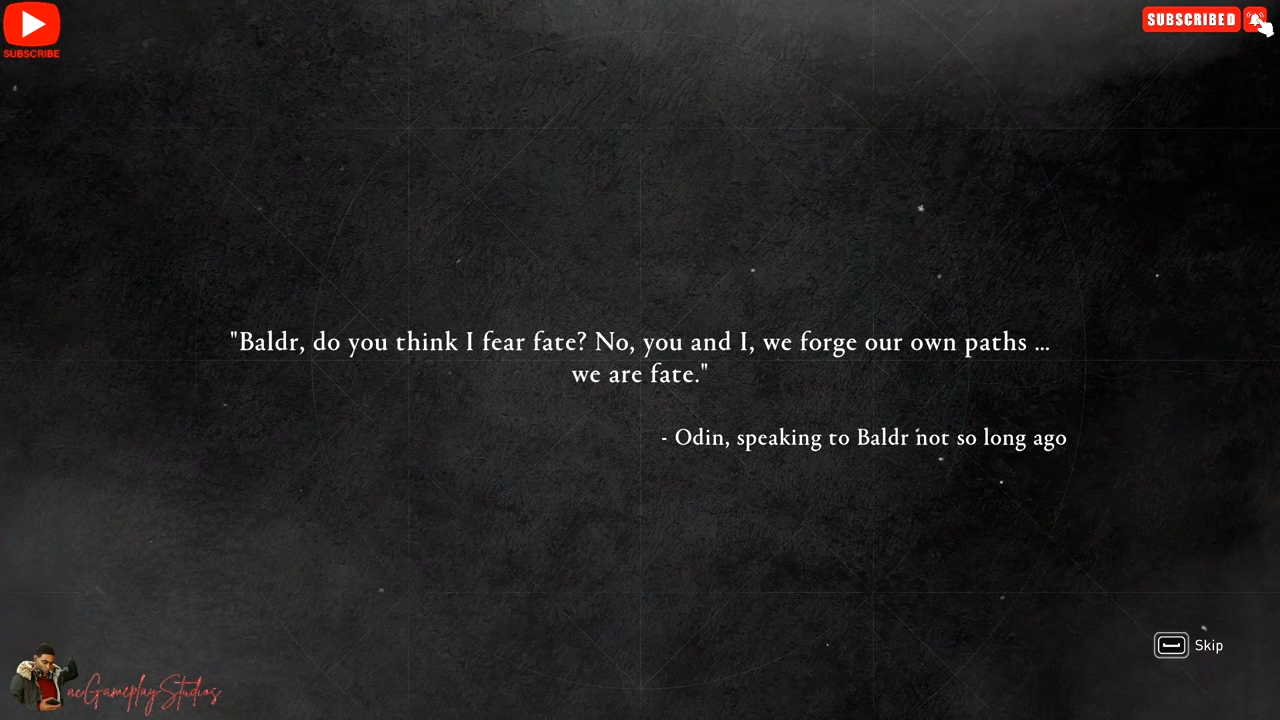 SUBSCRIBE
SUBSCRIBED
"Baldr, do you think I fear fate? No, you and I, we forge our own paths ...
we are fate."
- Odin, speaking to Baldr not so long ago
Skip
aeGameplayStudios